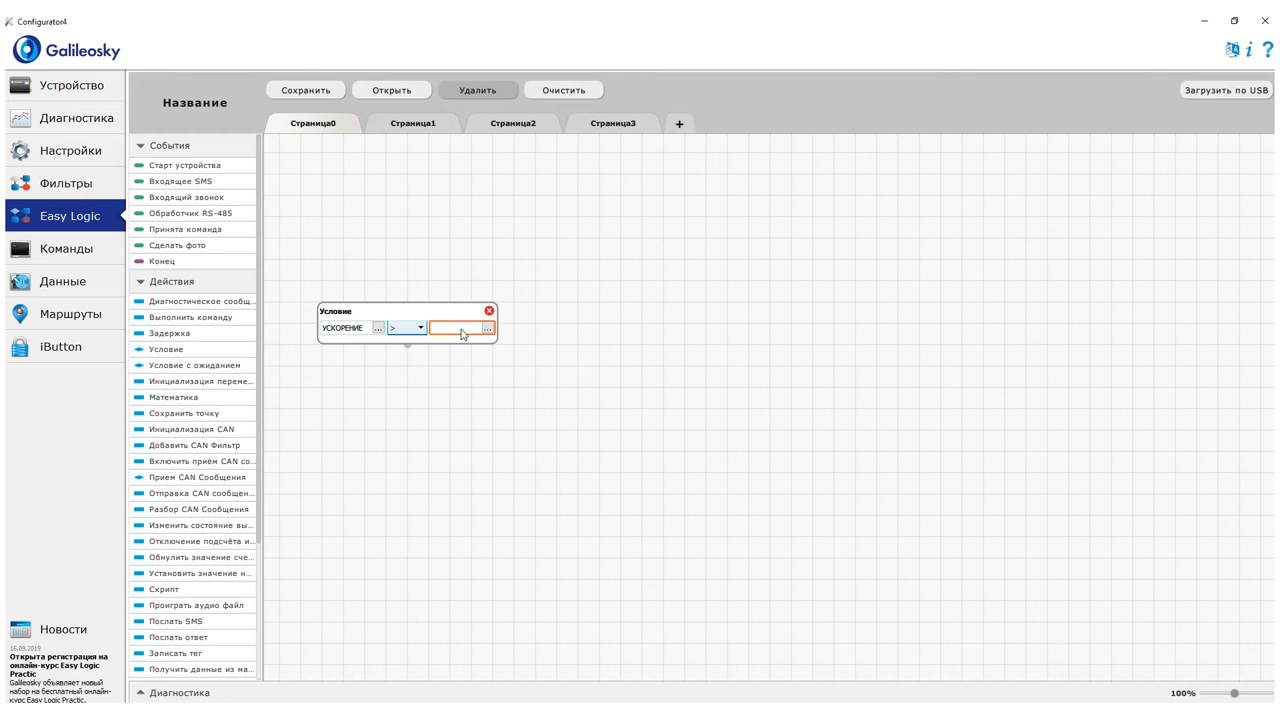 Configurator4
Galileosky
i ?
Устройство
Диагностика
Настройки
Фильтры
Easy Logic
Команды
Данные
Маршруты
iButton
Новости
16.09.2019
Открыта регистрация на
онлайн-курс Easy Logic
Practic
Galileosky объявляет новый
набор на бесплатный онлайн-
курс Easy Logic Practic,
Название
Сохранить
Открыть
Удалить
Очистить
Загрузить по USB
Страница0
Страница1
Страница2
Страница3
+
События
Старт устройства
Входящее SMS
Входящий звонок
Обработчик RS-485
Принята команда
Сделать фото
Конец
Действия
Диагностическое сообщ...
Выполнить команду
Задержка
Условие
Условие с ожиданием
Инициализация переме...
Математика
Сохранить точку
Инициализация CAN
Добавить CAN Фильтр
Включить приём CAN со...
Прием CAN Сообщения
Отправка CAN сообщен...
Разбор CAN Сообщения
Изменить состояние вы...
Отключение подсчёта и...
Обнулить значение сче...
Установить значение н...
Скрипт
Проиграть аудио файл
Послать SMS
Послать ответ
Записать тег
Получить данные из ма...
Условие
УСКОРЕНИЕ ... > ...
Диагностика
100%